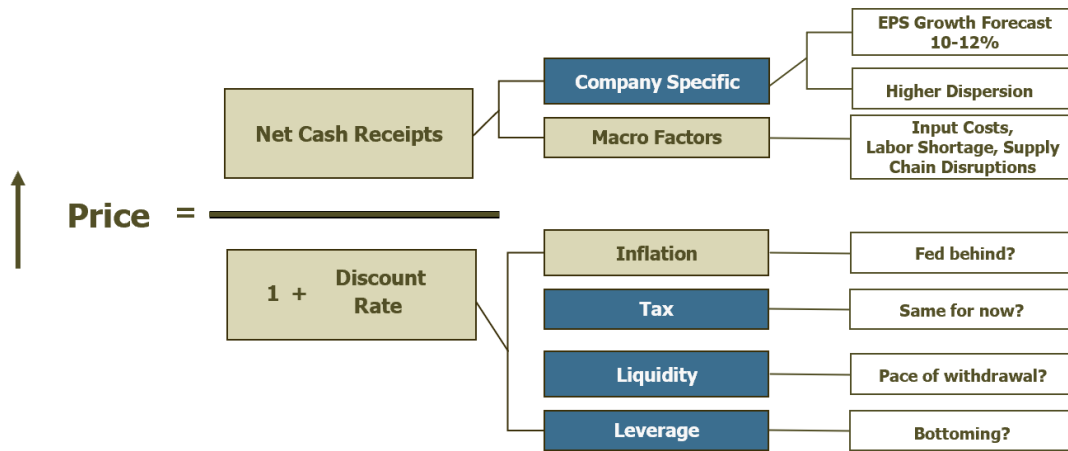 EPS Growth Forecast
10-12%
Company Specific
Higher Dispersion
Net Cash Receipts
Macro Factors
Input Costs,
Labor Shortage, Supply
Chain Disruptions
Price =
1 + Discount
Rate
Inflation
Fed behind?
Tax
Same for now?
Liquidity
Pace of withdrawal?
Leverage
Bottoming?